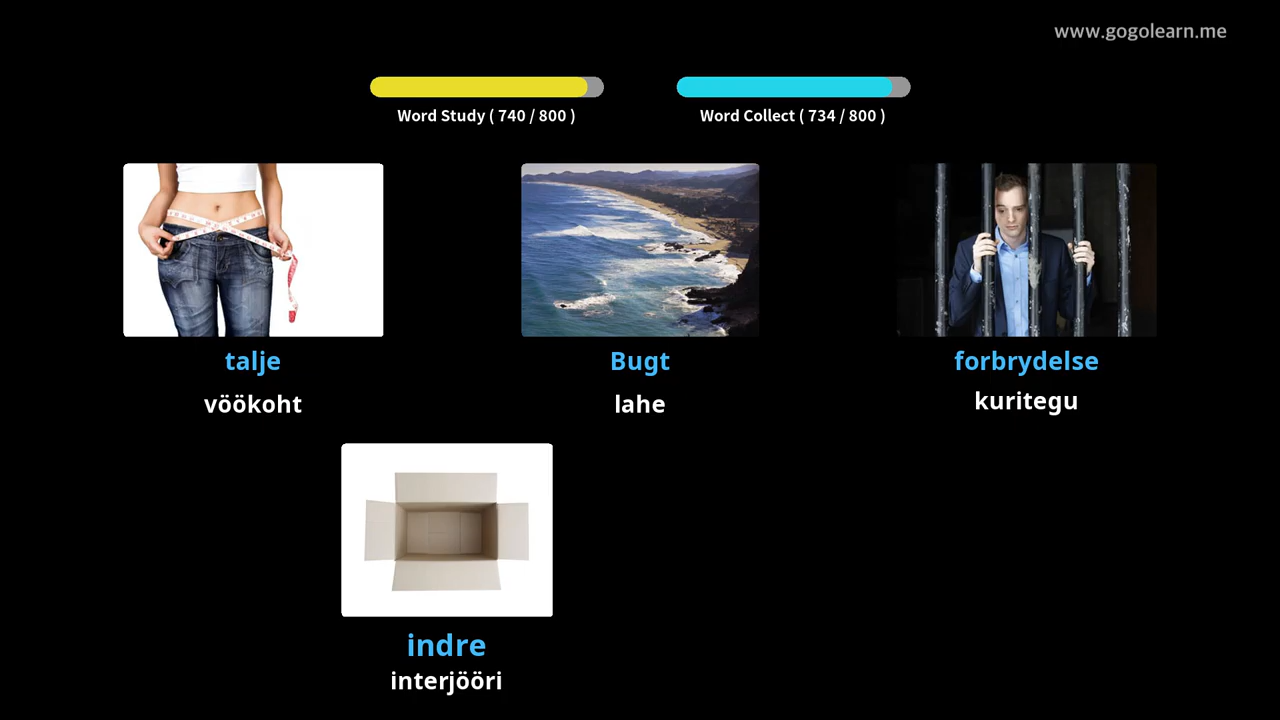 www.gogolearn.me
Word Study ( 740 / 800 )
Word Collect ( 734 / 800 )
talje
vöökoht
Bugt
lahe
forbrydelse
kuritegu
indre
interjööri